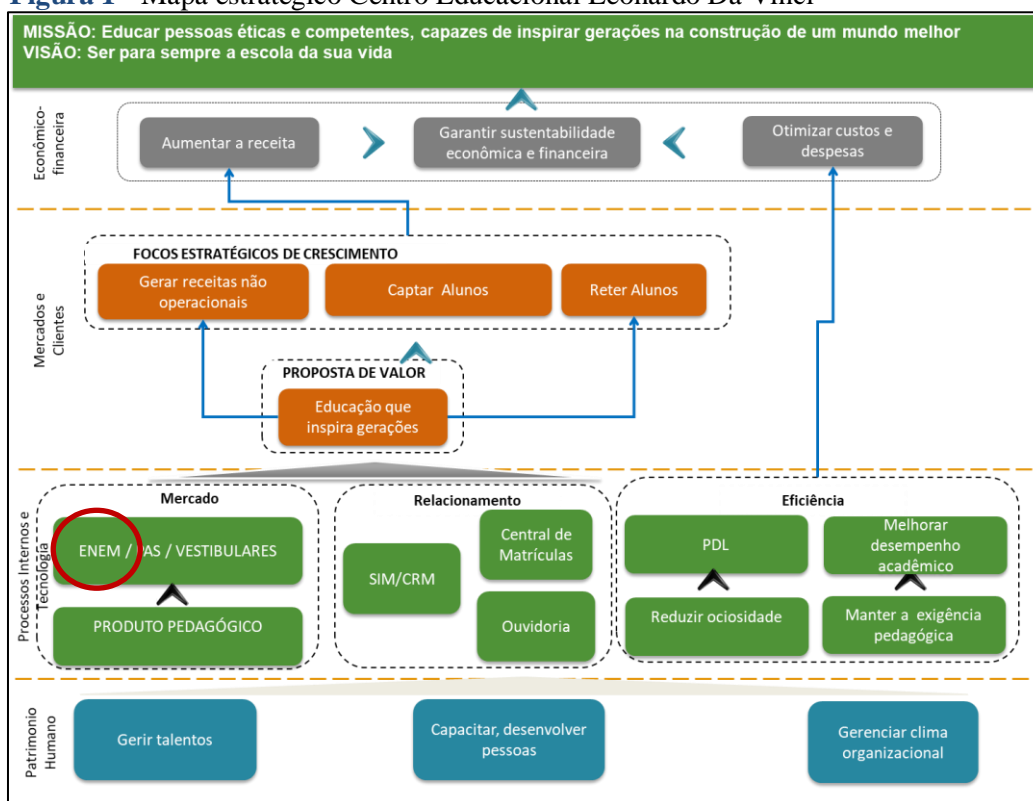 Figura 1 - Mapa estratégico Centro Educacional Leonardo Da Vinci
MISSÃO: Educar pessoas éticas e competentes, capazes de inspirar gerações na construção de um mundo melhor
VISÃO: Ser para sempre a escola da sua vida
Econômico-
financeira
Aumentar a receita
Garantir sustentabilidade
econômica e financeira
Otimizar custos e
despesas
Mercados e
Clientes
FOCOS ESTRATÉGICOS DE CRESCIMENTO
Gerar receitas não
operacionais
Captar Alunos
Reter Alunos
PROPOSTA DE VALOR
Educação que
inspira gerações
Processos Internos e
Tecnologia
Mercado
ENEM / PAS / VESTIBULARES
PRODUTO PEDAGÓGICO
Relacionamento
SIM/CRM
Central de
Matrículas
Ouvidoria
Eficiência
PDL
Melhorar
desempenho
acadêmico
Reduzir ociosidade
Manter a exigência
pedagógica
Patrimonio
Humano
Gerir talentos
Capacitar, desenvolver
pessoas
Gerenciar clima
organizacional